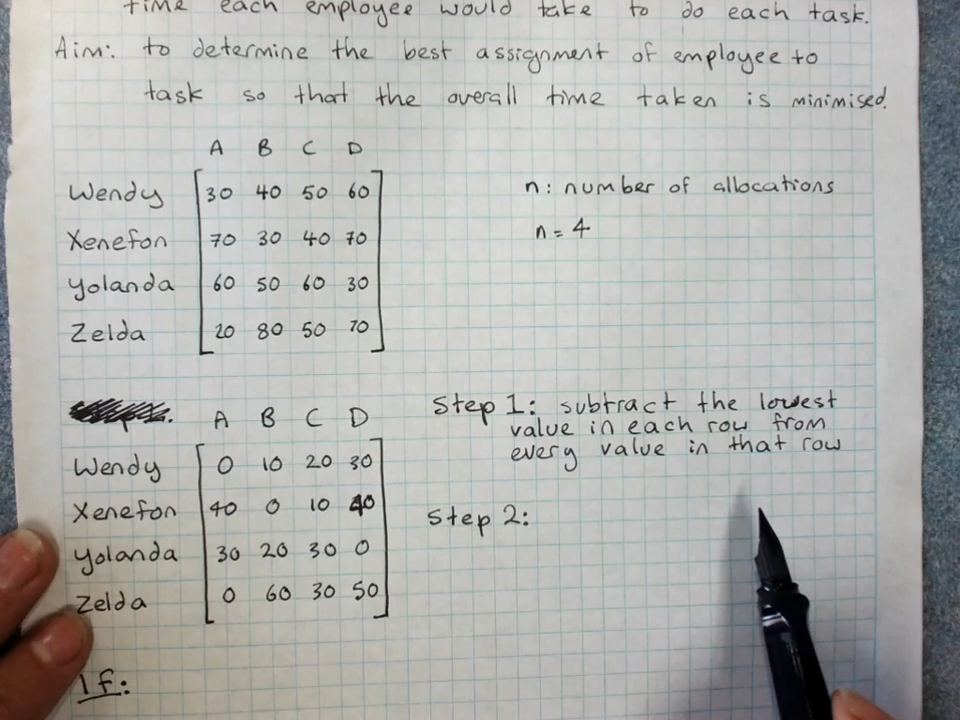 time each employee would take to do each task.
Aim: to determine the best assignment of employee to
task so that the overall time taken is minimised.
A B C D
Wendy 30 40 50 60
Xenefon 70 30 40 70
Yolanda 60 50 60 30
Zelda 20 80 50 70
n: number of allocations
n = 4
A B C D
Wendy 0 10 20 30
Xenefon 40 0 10 40
Yolanda 30 20 30 0
Zelda 0 60 30 50
Step 1: subtract the lowest
value in each row from
every value in that row
Step 2:
If: